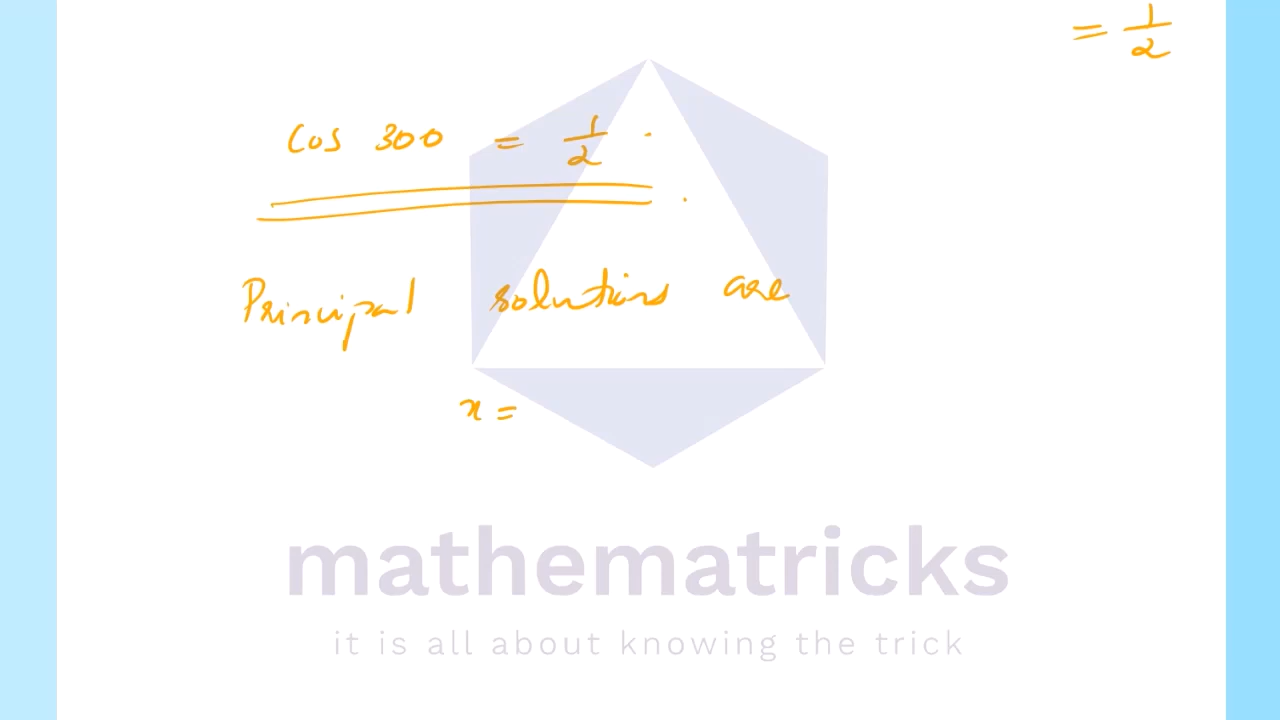 = 1/2
Cos 300 = 1/2 .
Principal solutions are
x =
mathematricks
it is all about knowing the trick